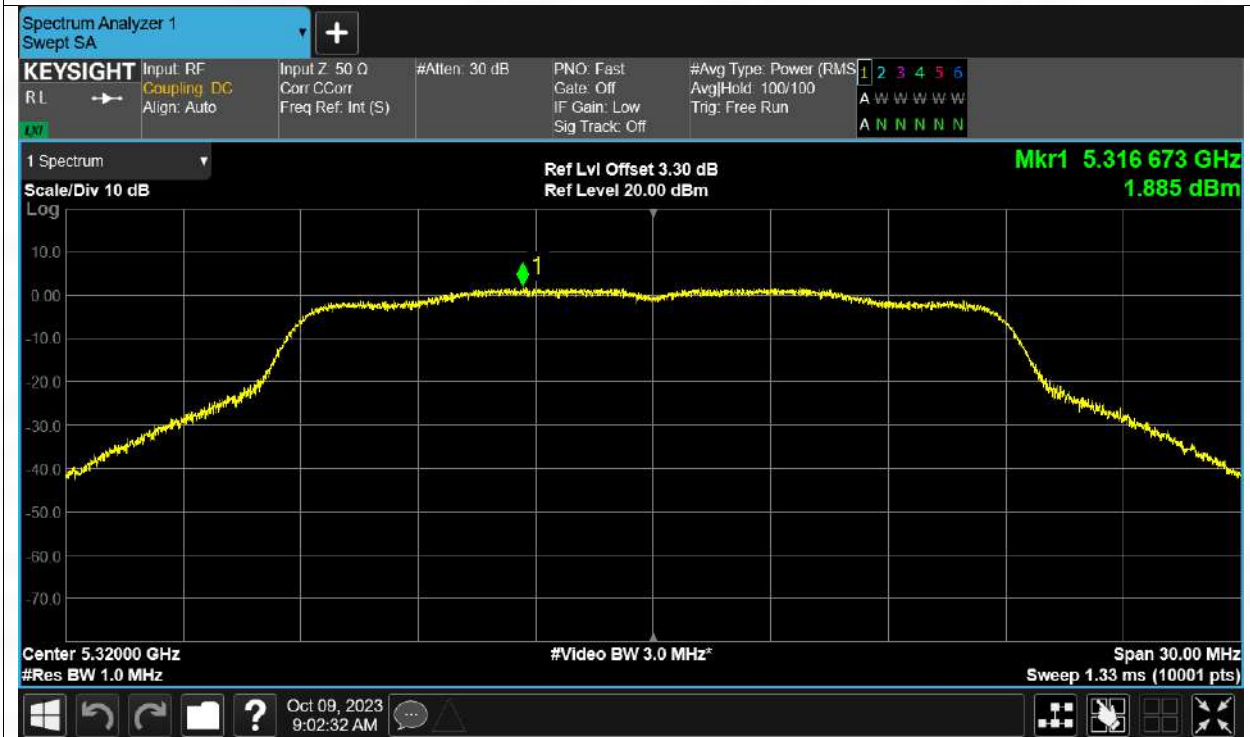 Spectrum Analyzer 1
Swept SA
+
KEYSIGHT
RL
LXI
Input: RF
Coupling: DC
Align: Auto
Input Z: 50 Ω
Corr CCorr
Freq Ref: Int (S)
#Atten: 30 dB
PNO: Fast
Gate: Off
IF Gain: Low
Sig Track: Off
#Avg Type: Power (RMS
Avg|Hold: 100/100
Trig: Free Run
1 2 3 4 5 6
A W W W W W
A N N N N N
1 Spectrum
Scale/Div 10 dB
Log
Ref Lvl Offset 3.30 dB
Ref Level 20.00 dBm
Mkr1 5.316 673 GHz
1.885 dBm
10.0
1
0.00
-10.0
-20.0
-30.0
-40.0
-50.0
-60.0
-70.0
Center 5.32000 GHz
#Res BW 1.0 MHz
#Video BW 3.0 MHz*
Span 30.00 MHz
Sweep 1.33 ms (10001 pts)
?
Oct 09, 2023
9:02:32 AM